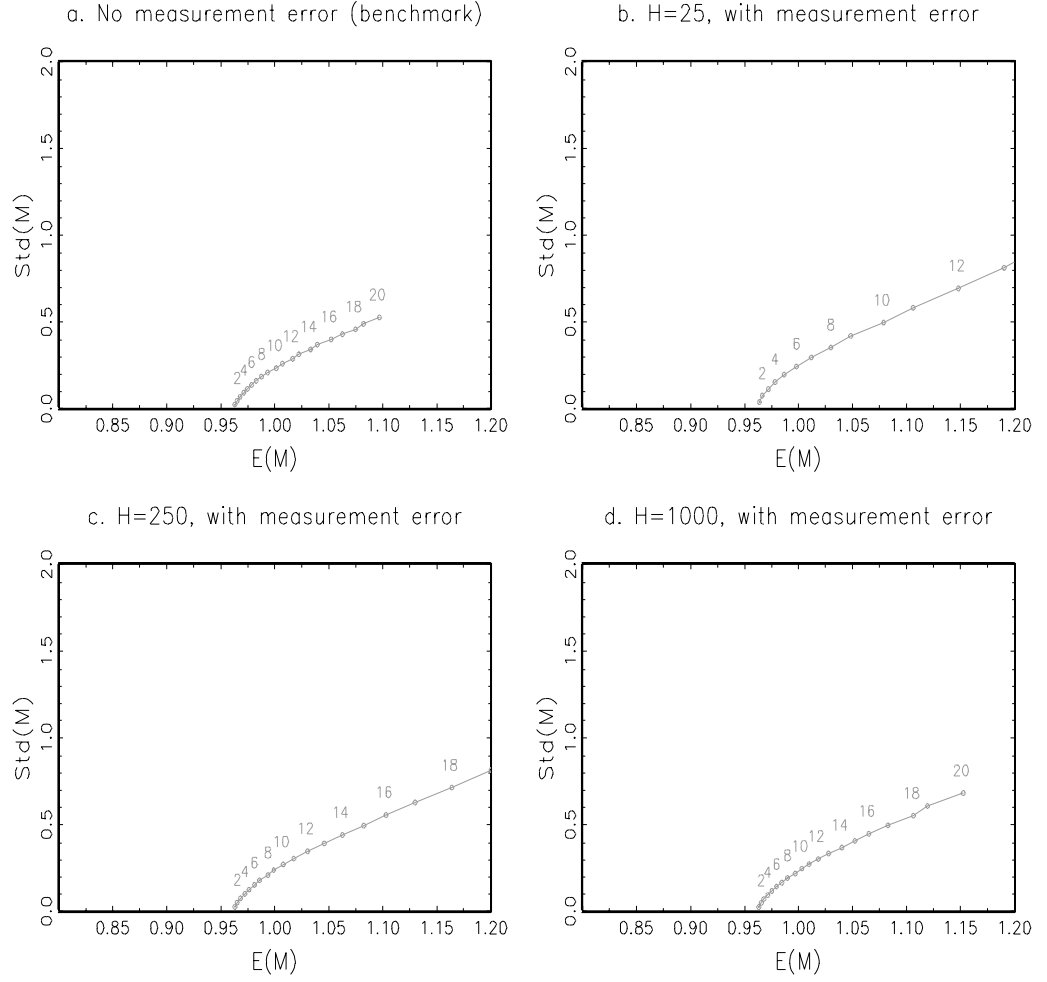 a. No measurement error (benchmark)
2.0
1.5
1.0
0.5
0.0
Std(M)
2 4 6 8 10 12 14 16 18 20
0.85 0.90 0.95 1.00 1.05 1.10 1.15 1.20
E(M)
b. H=25, with measurement error
2.0
1.5
1.0
0.5
0.0
Std(M)
2 4 6 8 10 12
0.85 0.90 0.95 1.00 1.05 1.10 1.15 1.20
E(M)
c. H=250, with measurement error
2.0
1.5
1.0
0.5
0.0
Std(M)
2 4 6 8 10 12 14 16 18
0.85 0.90 0.95 1.00 1.05 1.10 1.15 1.20
E(M)
d. H=1000, with measurement error
2.0
1.5
1.0
0.5
0.0
Std(M)
2 4 6 8 10 12 14 16 18 20
0.85 0.90 0.95 1.00 1.05 1.10 1.15 1.20
E(M)